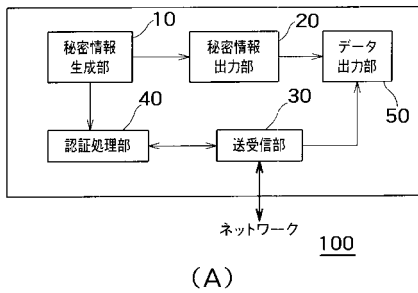 10
秘密情報
生成部
20
秘密情報
出力部
データ
出力部
50
40
認証処理部
30
送受信部
ネットワーク
100
(A)